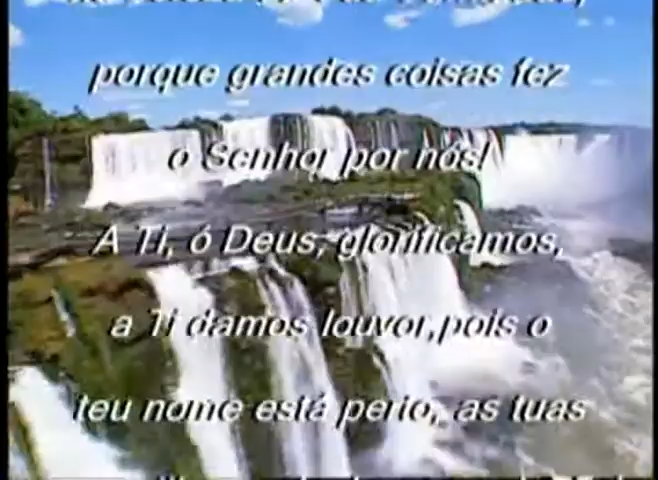 porque grandes coisas fez
o Senhor por nós!
A Ti, ó Deus, glorificamos,
a Ti damos louvor, pois o
teu nome está perto, as tuas